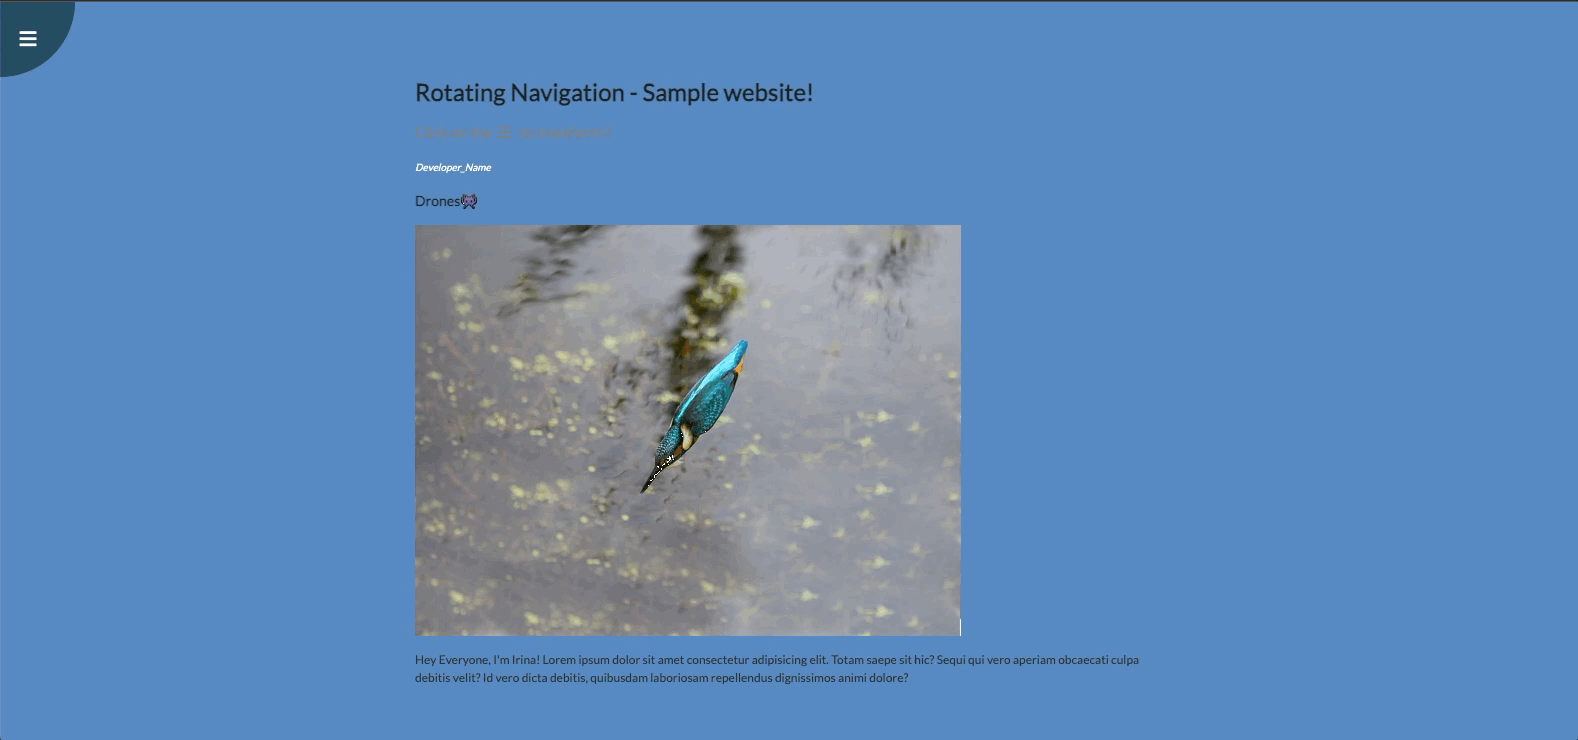 Rotating Navigation - Sample website!
Click on the ☰ to transform!
Developer_Name
Drones👾
Hey Everyone, I'm Irina! Lorem ipsum dolor sit amet consectetur adipisicing elit. Totam saepe sit hic? Sequi qui vero aperiam obcaecati culpa
debitis velit? Id vero dicta debitis, quibusdam laboriosam repellendus dignissimos animi dolore?